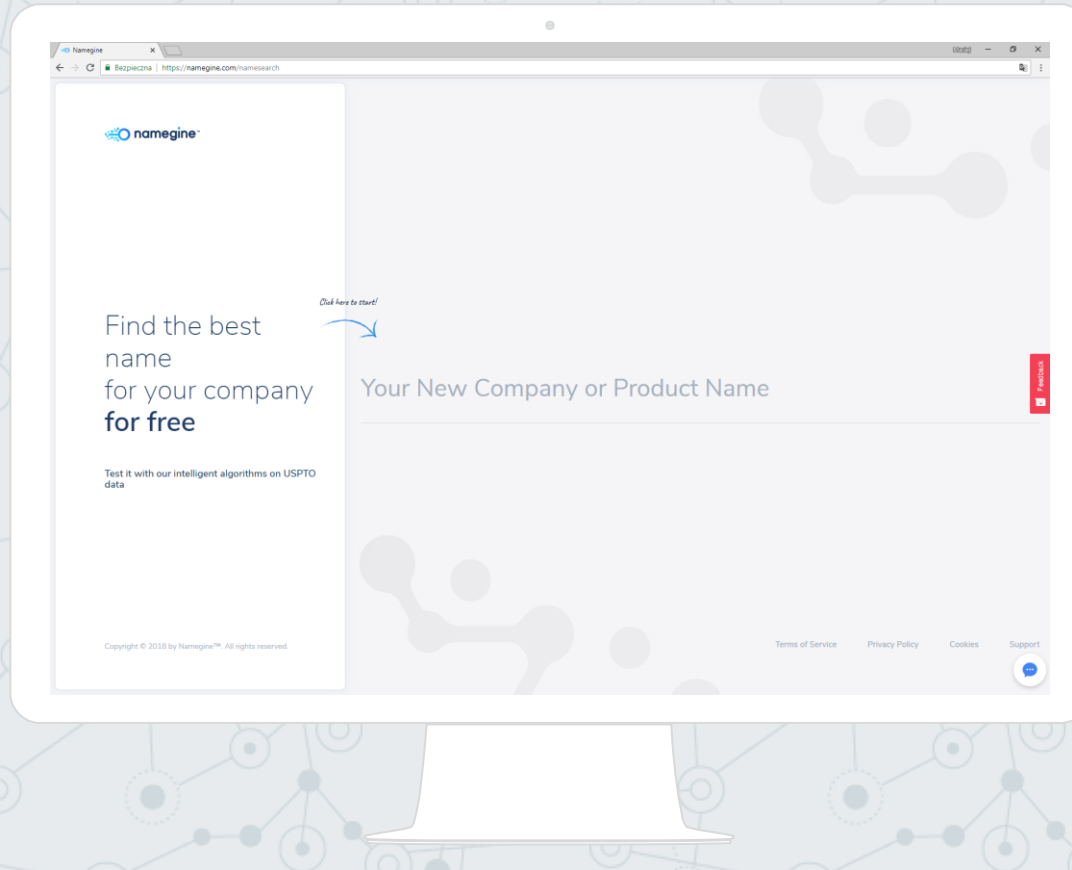 Namegine
Bezpieczna
https://namegine.com/namesearch
namegine™
Click here to start!
Find the best
name
for your company
for free
Your New Company or Product Name
Feedback
Test it with our intelligent algorithms on USPTO
data
Copyright © 2018 by Namegine™. All rights reserved.
Terms of Service
Privacy Policy
Cookies
Support